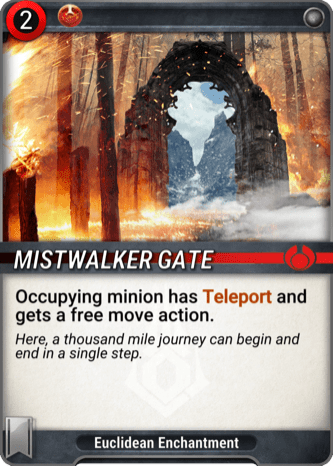 2
MISTWALKER GATE
Occupying minion has Teleport and
gets a free move action.
Here, a thousand mile journey can begin and
end in a single step.
Euclidean Enchantment